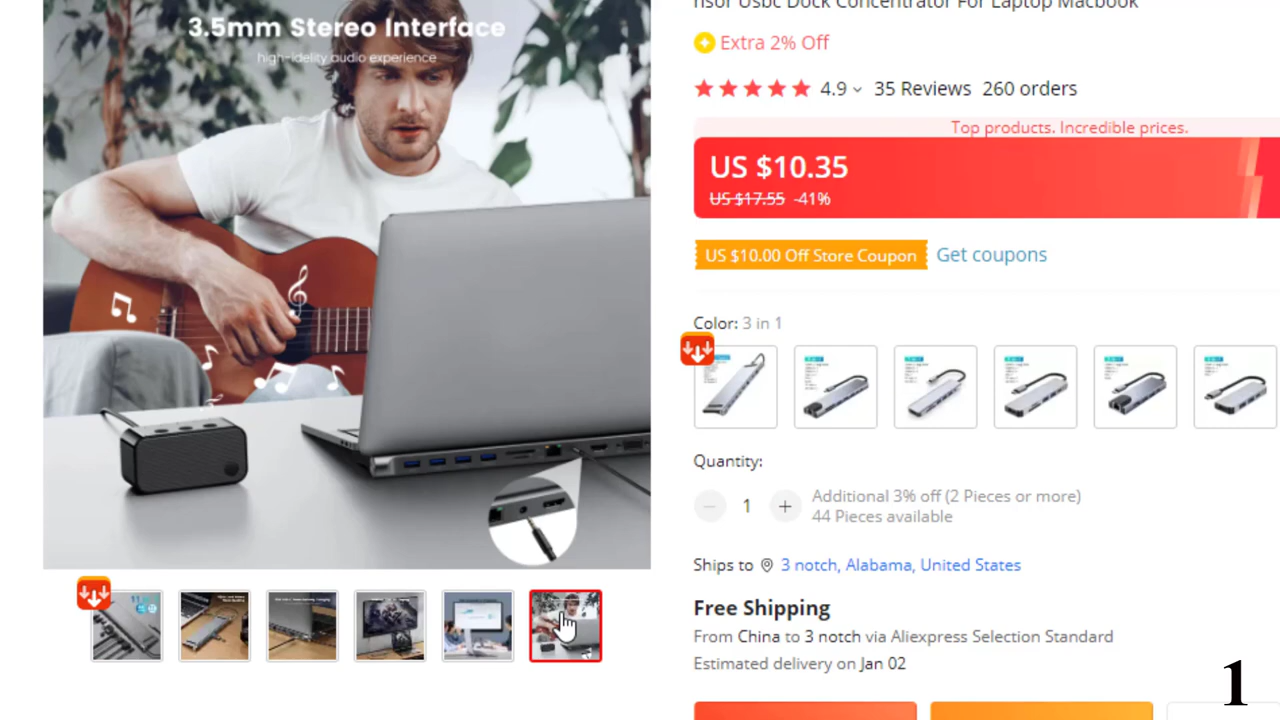 3.5mm Stereo Interface
high-idelity audio experience
nsor Usbc Dock Concentrator For Laptop Macbook
Extra 2% Off
4.9 35 Reviews 260 orders
Top products. Incredible prices.
US $10.35
US $17.55 -41%
US $10.00 Off Store Coupon Get coupons
Color: 3 in 1
Quantity:
1
Additional 3% off (2 Pieces or more)
44 Pieces available
Ships to 3 notch, Alabama, United States
Free Shipping
From China to 3 notch via Aliexpress Selection Standard
Estimated delivery on Jan 02
1